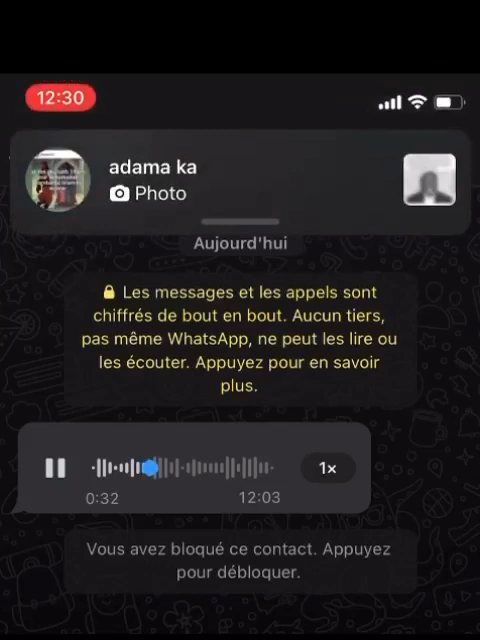 12:30
adama ka
Photo
Aujourd'hui
Les messages et les appels sont
chiffrés de bout en bout. Aucun tiers,
pas même WhatsApp, ne peut les lire ou
les écouter. Appuyez pour en savoir
plus.
1×
0:32
12:03
Vous avez bloqué ce contact. Appuyez
pour débloquer.